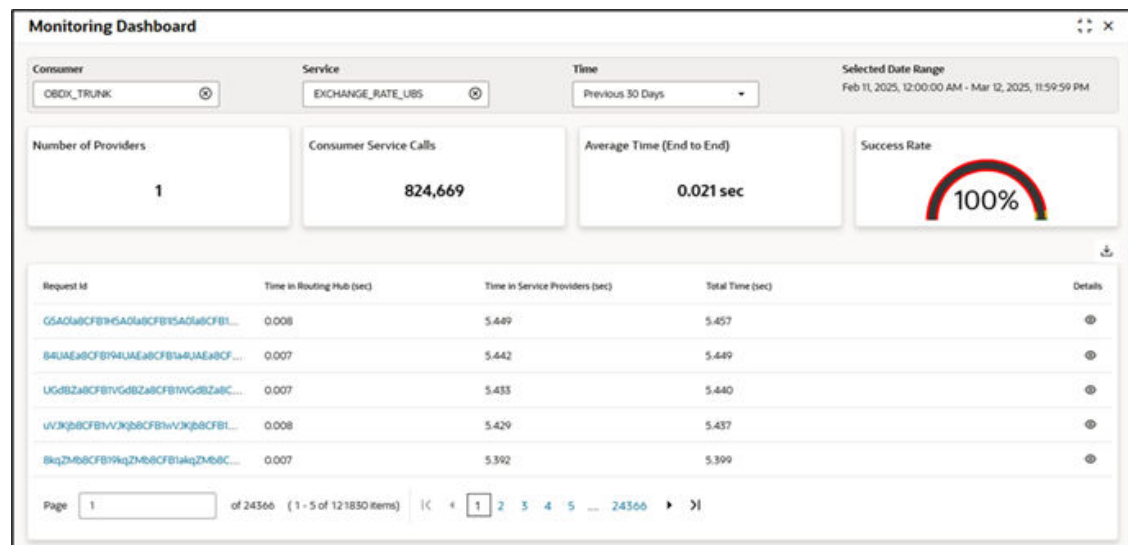 Monitoring Dashboard
Consumer Service Time Selected Date Range
OBDX_TRUNK EXCHANGE_RATE_UBS Previous 30 Days Feb 11, 2025, 12:00:00 AM - Mar 12, 2025, 11:59:59 PM
Number of Providers Consumer Service Calls Average Time (End to End) Success Rate
1 824,669 0.021 sec 100%
Request Id Time in Routing Hub (sec) Time in Service Providers (sec) Total Time (sec) Details
0.008 5.449 5.457
0.007 5.442 5.449
0.007 5.433 5.440
0.008 5.429 5.437
0.007 5.392 5.399
Page 1 of 24366 (1 - 5 of 121830 items) 1 2 3 4 5 ... 24366